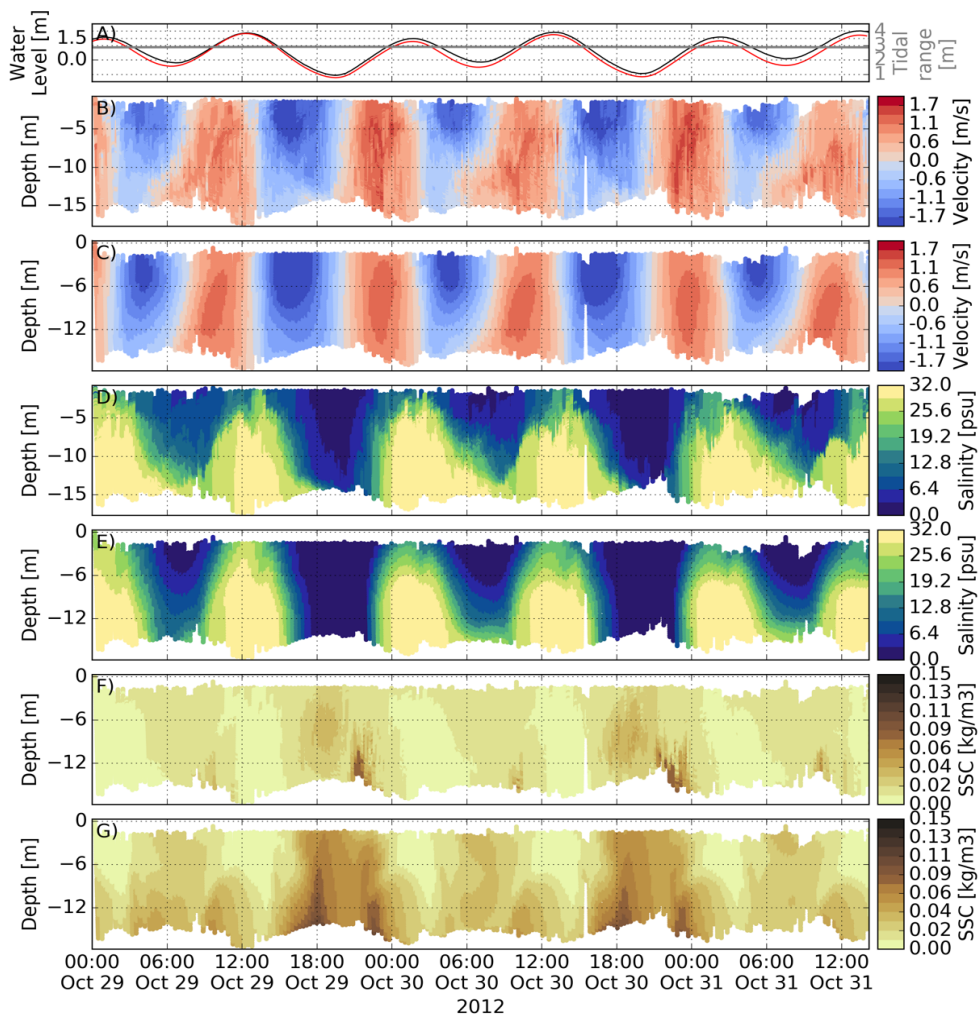 A)
Water
Level [m]
1.5
0.0
4
3
2
1
Tidal
range
[m]
B)
Depth [m]
−5
−10
−15
1.7
1.1
0.6
0.0
-0.6
-1.1
-1.7
Velocity [m/s]
C)
Depth [m]
0
−6
−12
1.7
1.1
0.6
0.0
-0.6
-1.1
-1.7
Velocity [m/s]
D)
Depth [m]
−5
−10
−15
32.0
25.6
19.2
12.8
6.4
0.0
Salinity [psu]
E)
Depth [m]
0
−6
−12
32.0
25.6
19.2
12.8
6.4
0.0
Salinity [psu]
F)
Depth [m]
0
−6
−12
0.15
0.13
0.11
0.09
0.06
0.04
0.02
0.00
SSC [kg/m3]
G)
Depth [m]
0
−6
−12
0.15
0.13
0.11
0.09
0.06
0.04
0.02
0.00
SSC [kg/m3]
00:00 06:00 12:00 18:00 00:00 06:00 12:00 18:00 00:00 06:00 12:00
Oct 29 Oct 29 Oct 29 Oct 29 Oct 30 Oct 30 Oct 30 Oct 30 Oct 31 Oct 31 Oct 31
2012